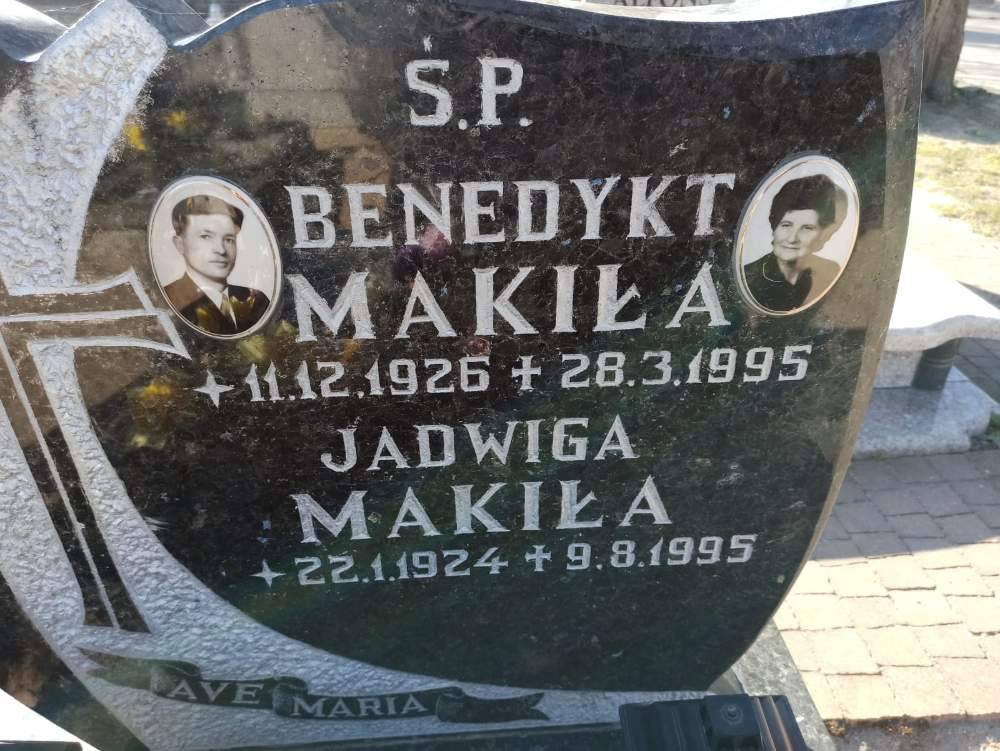 Ś.P.
BENEDYKT
MAKIŁA
11.12.1926 ✝ 28.3.1995
JADWIGA
MAKIŁA
22.1.1924 ✝ 9.8.1995
AVE MARIA